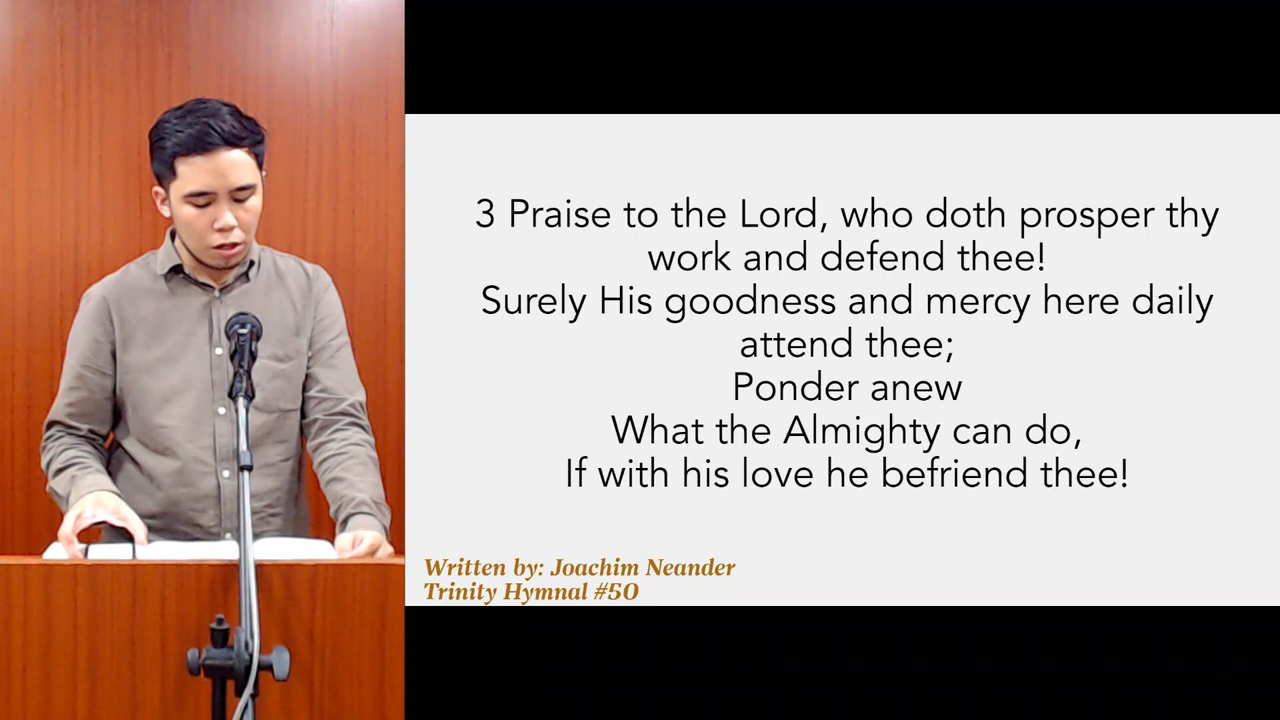 3 Praise to the Lord, who doth prosper thy
work and defend thee!
Surely His goodness and mercy here daily
attend thee;
Ponder anew
What the Almighty can do,
If with his love he befriend thee!
Written by: Joachim Neander
Trinity Hymnal #50